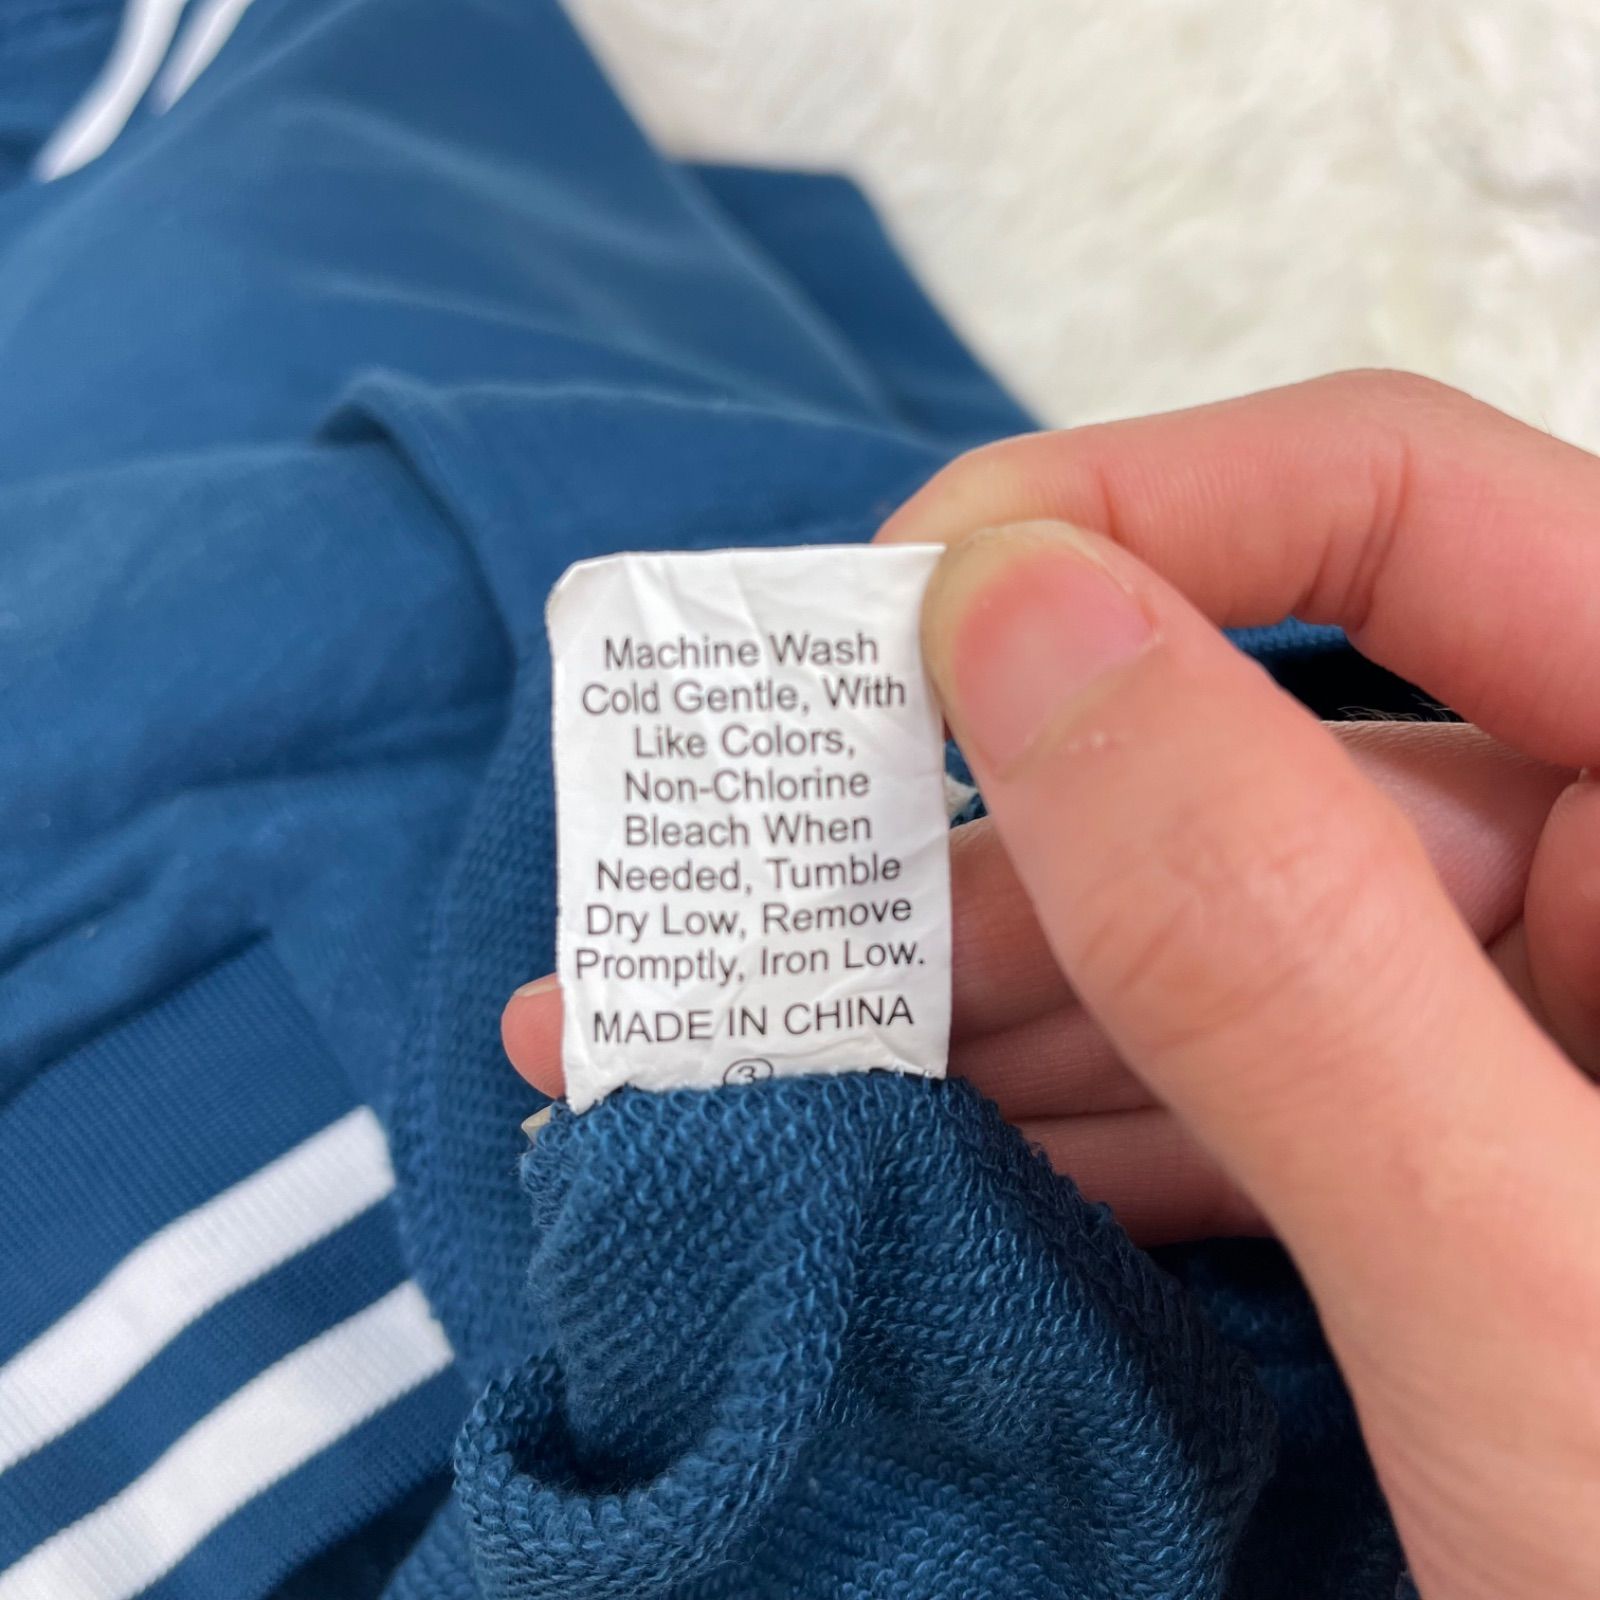 Machine Wash
Cold Gentle, With
Like Colors,
Non-Chlorine
Bleach When
Needed, Tumble
Dry Low, Remove
Promptly, Iron Low.
MADE IN CHINA
③